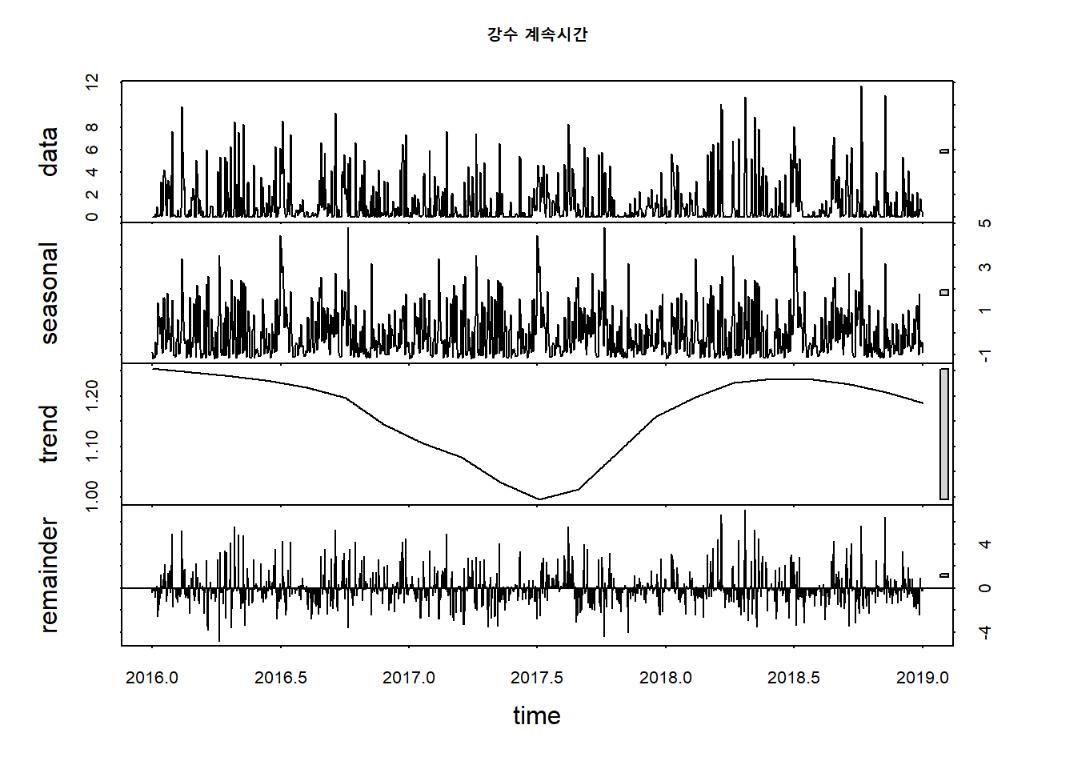 강수 계속시간
data
0 2 4 6 8 12
seasonal
-1 1 3 5
trend
1.00 1.10 1.20
remainder
-4 0 4
2016.0 2016.5 2017.0 2017.5 2018.0 2018.5 2019.0
time